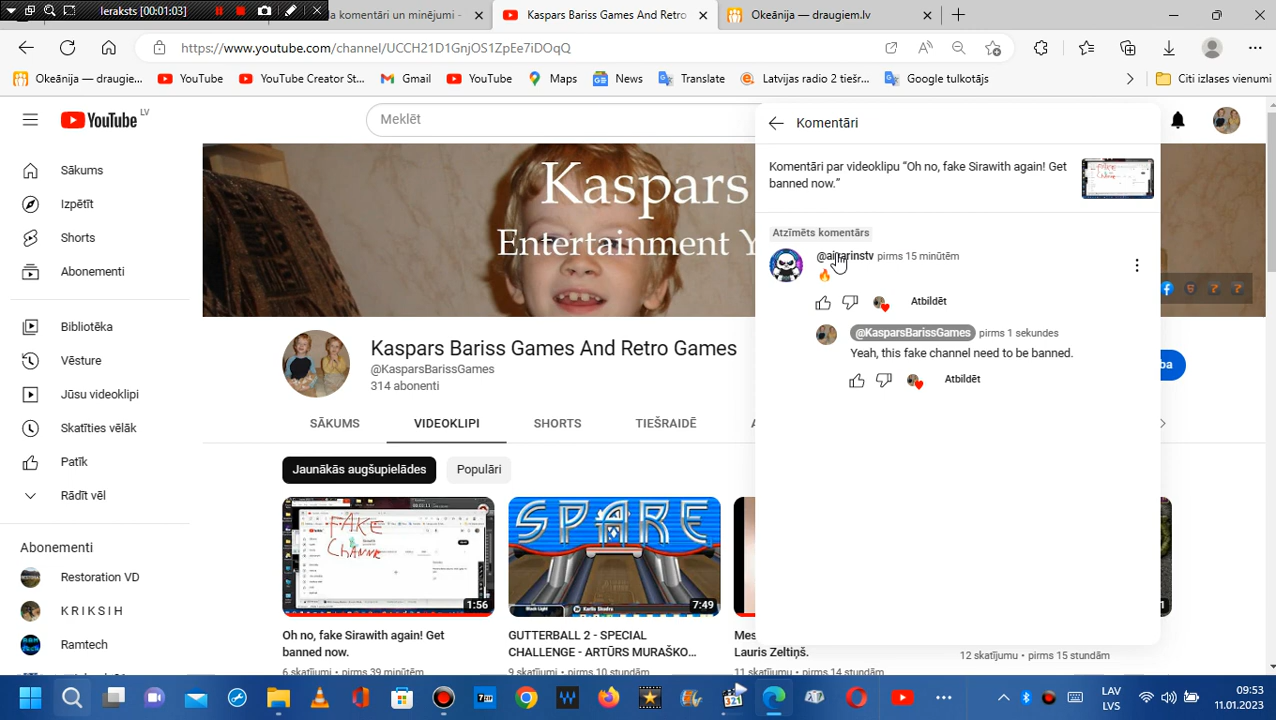 leraksts [00:01:03]
komentāri un minējumi -
Kaspars Bariss Games And Retro
https://www.youtube.com/channel/UCCH21D1GnjOS1ZpEe7iDOqQ
Okeānija — draugie...
YouTube
YouTube Creator St...
Gmail
YouTube
Maps
News
Translate
Latvijas radio 2 tiešr...
Google tulkotājs
Citi izlases vienumi
YouTube LV
Meklēt
Sākums
Izpētīt
Shorts
Abonementi
Bibliotēka
Vēsture
Jūsu videoklipi
Skatīties vēlāk
Patīk
Rādīt vēl
Abonementi
Restoration VD
K R I K S I H
Ramtech
Kaspars
Entertainment Y
Kaspars Bariss Games And Retro Games
@KasparsBarissGames
314 abonenti
SĀKUMS
VIDEOKLIPI
SHORTS
TIEŠRAIDĒ
Jaunākās augšupielādes
Populāri
FAKE
CHANNE
1:56
SPARE
7:49
Oh no, fake Sirawith again! Get
banned now.
6 skatījumu • pirms 39 minūtēm
GUTTERBALL 2 - SPECIAL
CHALLENGE - ARTŪRS MURAŠKO...
9 skatījumi • pirms 10 stundām
Mes
Lauris Zeltiņš.
11 skatījumi • pirms 14 stundām
12 skatījumu • pirms 15 stundām
Komentāri
Komentāri par videoklipu “Oh no, fake Sirawith again! Get
banned now.”
Atzīmēts komentārs
pirms 15 minūtēm
Atbildēt
@KasparsBarissGames pirms 1 sekundes
Yeah, this fake channel need to be banned.
Atbildēt
ba
LAV
LVS
09:53
11.01.2023